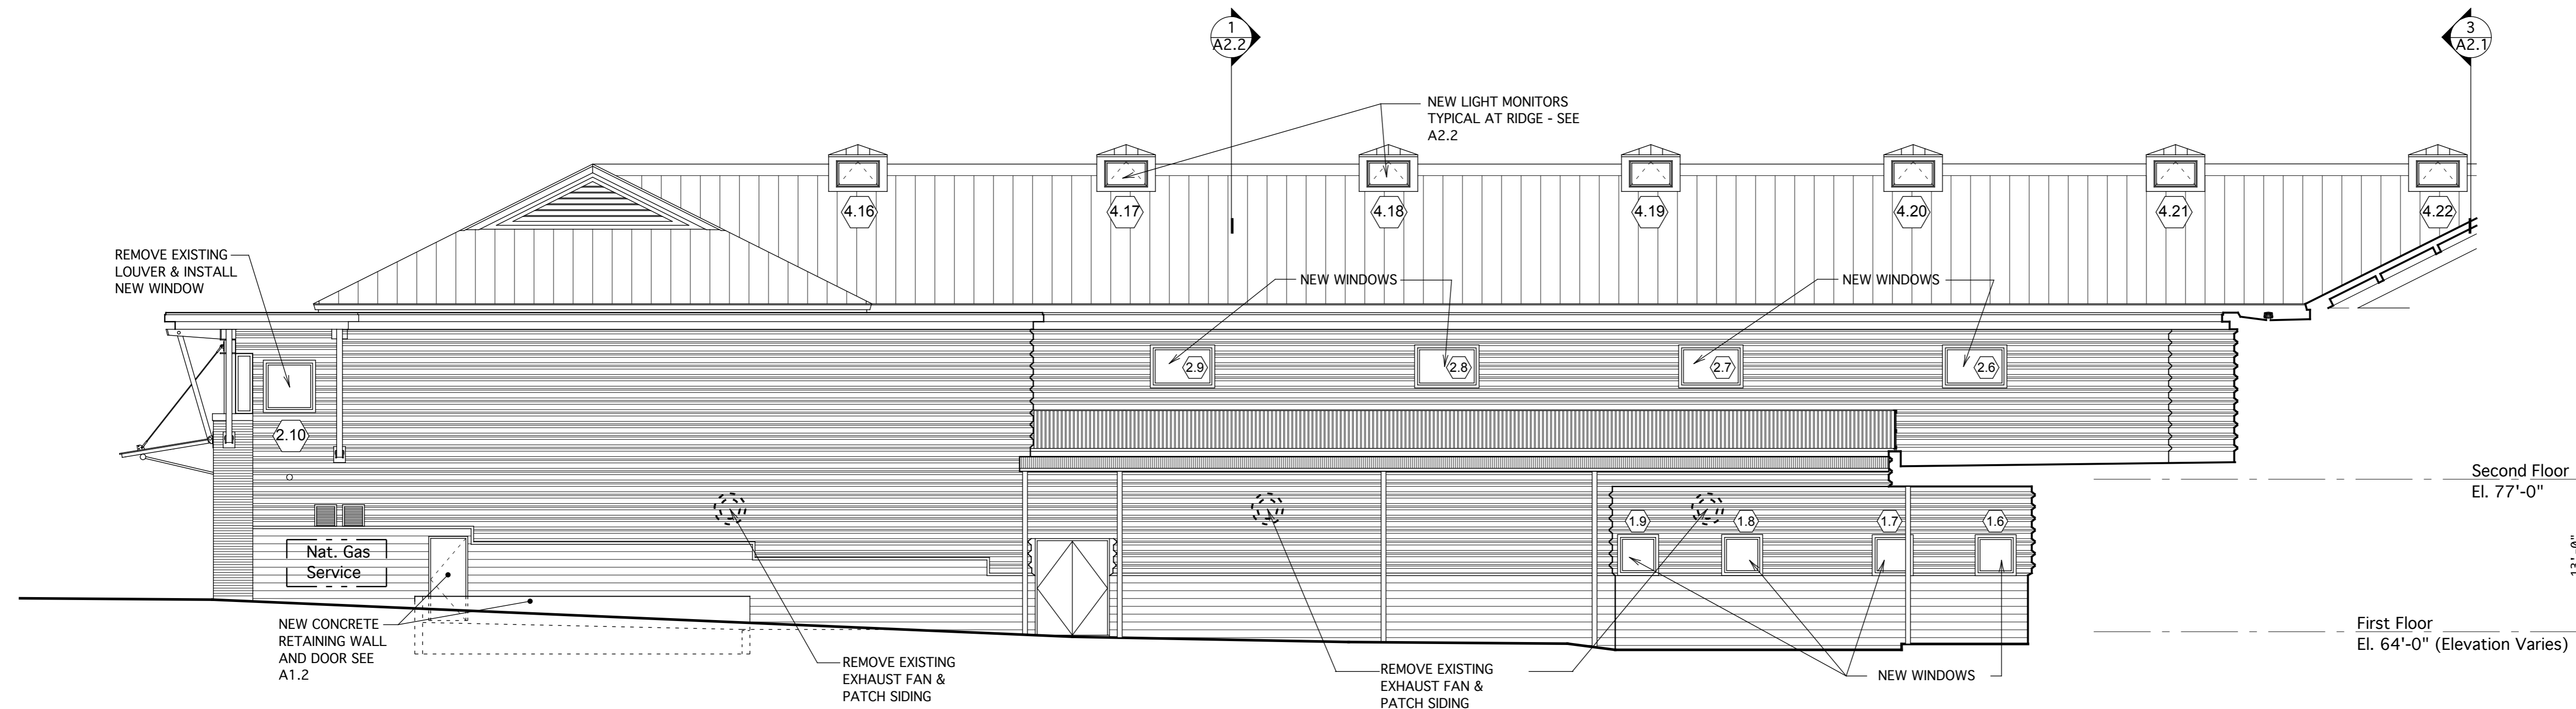 1
A2.2
3
A2.1
NEW LIGHT MONITORS
TYPICAL AT RIDGE - SEE
A2.2
4.16
4.17
4.18
4.19
4.20
4.21
4.22
REMOVE EXISTING
LOUVER & INSTALL
NEW WINDOW
NEW WINDOWS
NEW WINDOWS
2.9
2.8
2.7
2.6
2.10
Second Floor
El. 77'-0"
1.9
1.8
1.7
1.6
Nat. Gas
Service
13'-0"
First Floor
El. 64'-0" (Elevation Varies)
NEW CONCRETE
RETAINING WALL
AND DOOR SEE
A1.2
REMOVE EXISTING
EXHAUST FAN &
PATCH SIDING
REMOVE EXISTING
EXHAUST FAN &
PATCH SIDING
NEW WINDOWS